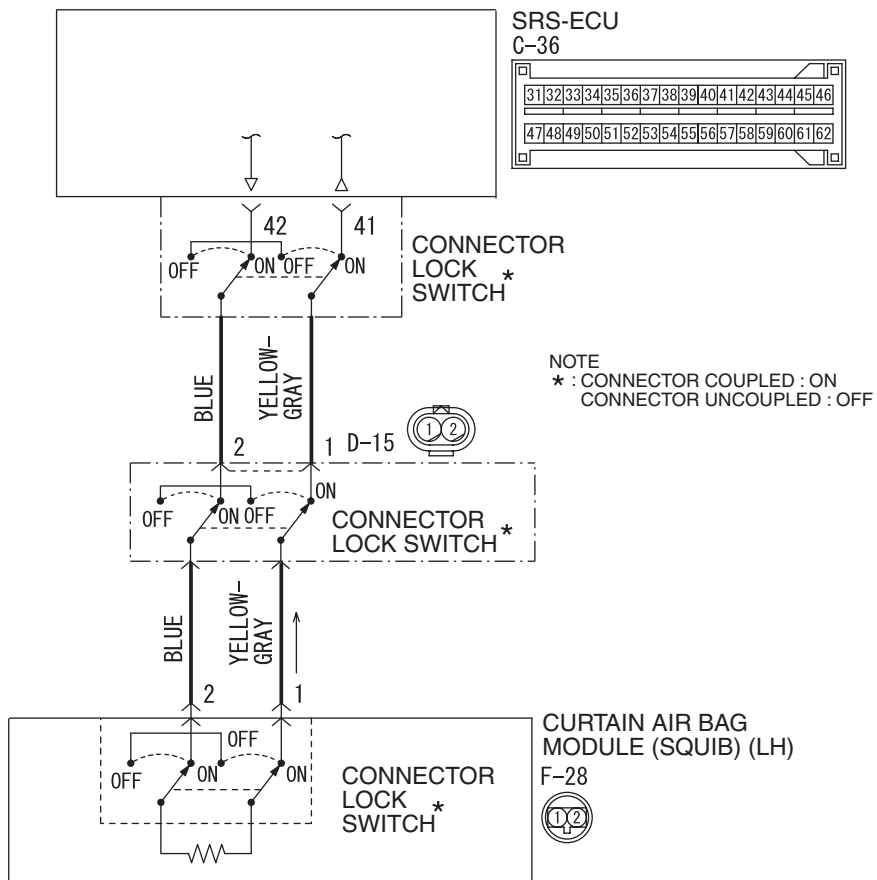 SRS-ECU
C-36
31 32 33 34 35 36 37 38 39 40 41 42 43 44 45 46
47 48 49 50 51 52 53 54 55 56 57 58 59 60 61 62
42 41
OFF ON OFF ON
CONNECTOR
LOCK
SWITCH*
BLUE
YELLOW-
GRAY
NOTE
* : CONNECTOR COUPLED : ON
CONNECTOR UNCOUPLED : OFF
2 1 D-15
1 2
OFF ON OFF ON
CONNECTOR
LOCK SWITCH*
BLUE
YELLOW-
GRAY
2 1
CURTAIN AIR BAG
MODULE (SQUIB) (LH)
F-28
1 2
OFF ON OFF ON
CONNECTOR
LOCK
SWITCH*